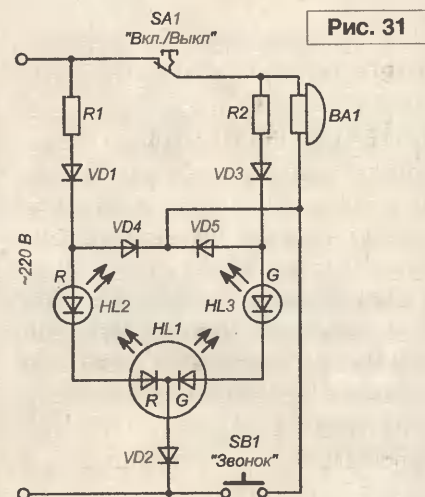 SA1
"Вкл./Выкл"
Рис. 31
R1
R2
BA1
VD1
VD3
VD4
VD5
~220 В
R
HL2
G
HL3
HL1
R
G
VD2
SB1
"Звонок"